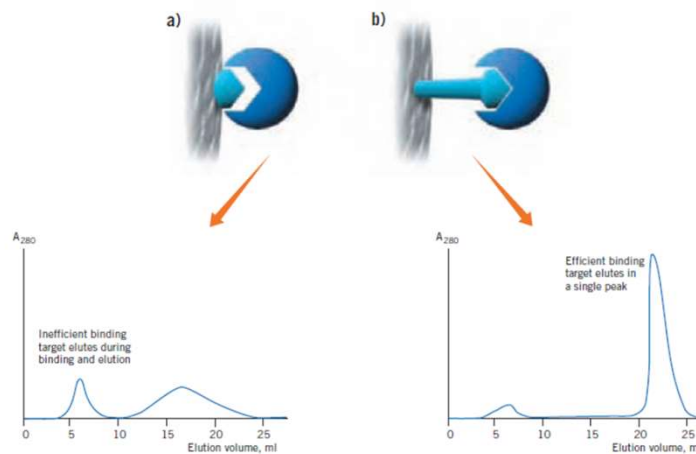 a)
b)
A280
Inefficient binding
target elutes during
binding and elution
0 5 10 15 20 25
Elution volume, ml
A280
Efficient binding
target elutes in
a single peak
0 5 10 15 20 25
Elution volume, m